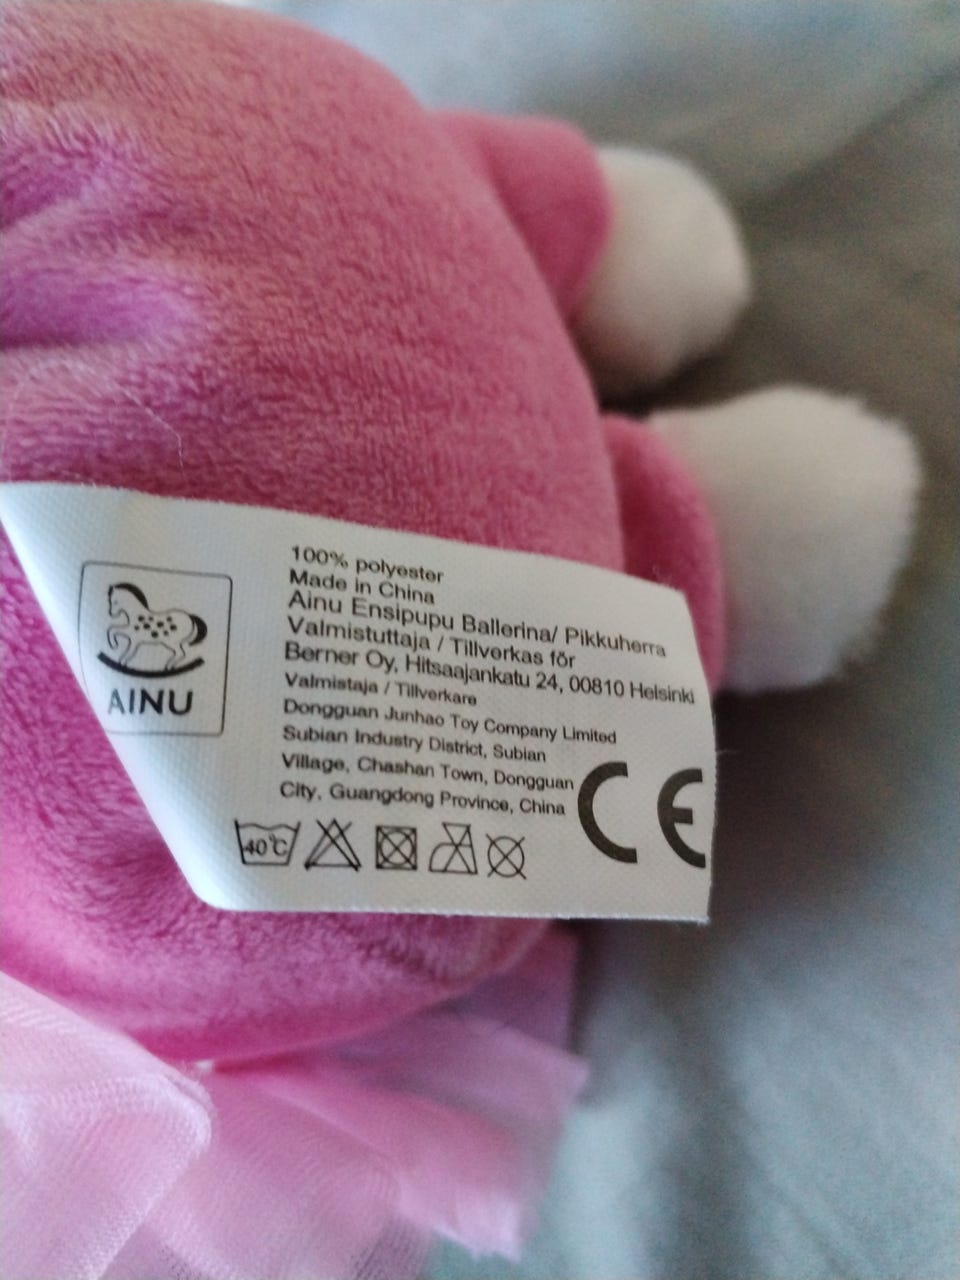 AINU
100% polyester
Made in China
Ainu Ensipupu Ballerina/ Pikkuherra
Valmistuttaja / Tillverkas för
Berner Oy, Hitsaajankatu 24, 00810 Helsinki
Valmistaja / Tillverkare
Dongguan Junhao Toy Company Limited
Subian Industry District, Subian
Village, Chashan Town, Dongguan
City, Guangdong Province, China
CE
40°C